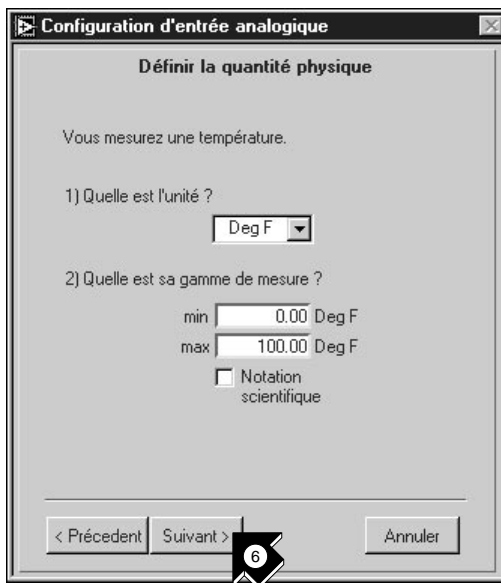 Configuration d'entrée analogique
Définir la quantité physique
Vous mesurez une température.
1) Quelle est l'unité ?
Deg F
2) Quelle est sa gamme de mesure ?
min 0.00 Deg F
max 100.00 Deg F
Notation
scientifique
< Précedent Suivant > Annuler
6